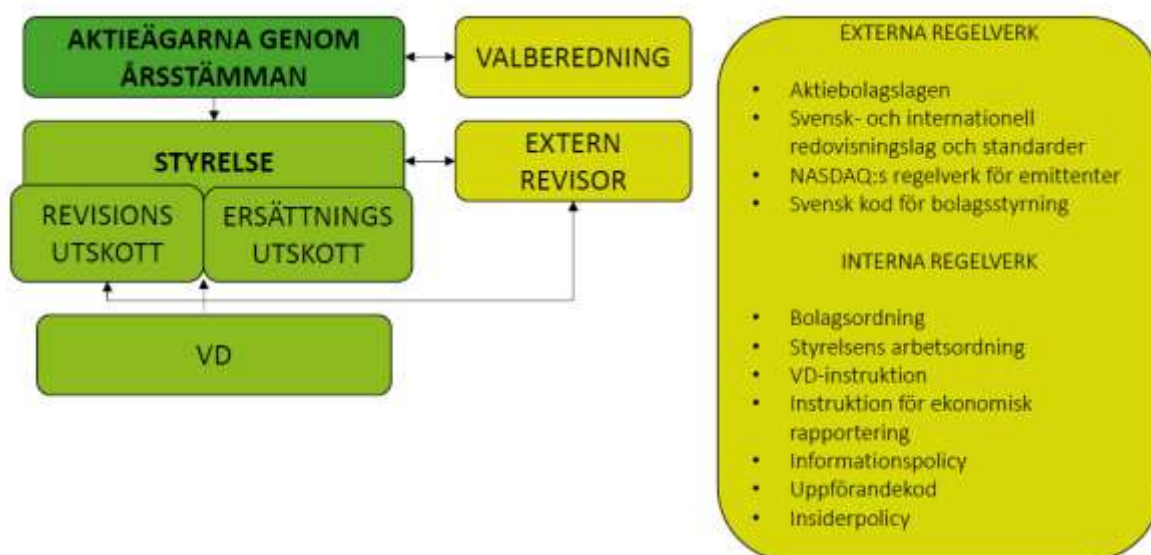 AKTIEÄGARNA GENOM
ÅRSSTÄMMAN
VALBEREDNING
STYRELSE
EXTERN
REVISOR
REVISIONS
UTSKOTT
ERSÄTTNINGS
UTSKOTT
VD
EXTERNA REGELVERK
• Aktiebolagslagen
• Svensk- och internationell
redovisningslag och standarder
• NASDAQ:s regelverk för emittenter
• Svensk kod för bolagsstyrning
INTERNA REGELVERK
• Bolagsordning
• Styrelsens arbetsordning
• VD-instruktion
• Instruktion för ekonomisk
rapportering
• Informationspolicy
• Uppförandekod
• Insiderpolicy